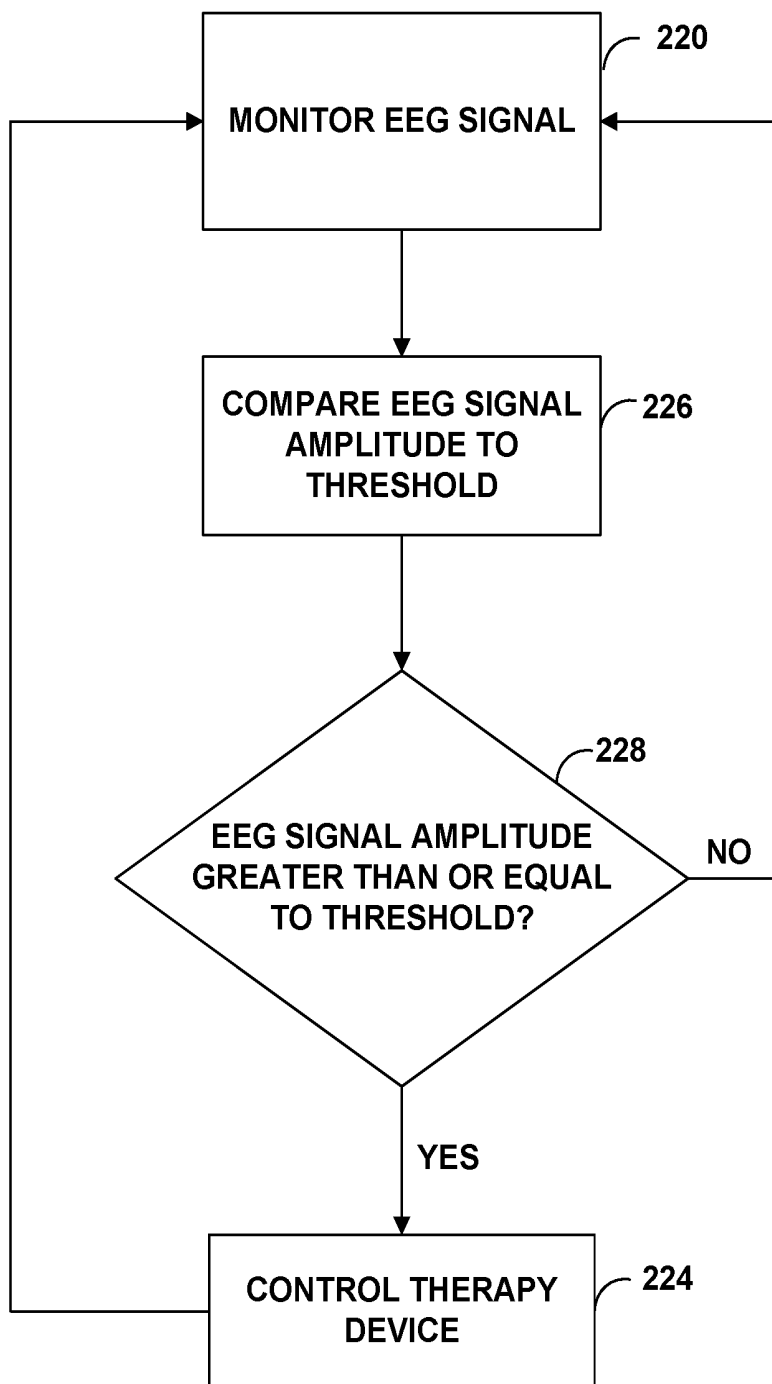 220
MONITOR EEG SIGNAL
COMPARE EEG SIGNAL
AMPLITUDE TO
THRESHOLD
226
228
EEG SIGNAL AMPLITUDE
GREATER THAN OR EQUAL
TO THRESHOLD?
NO
YES
CONTROL THERAPY
DEVICE
224